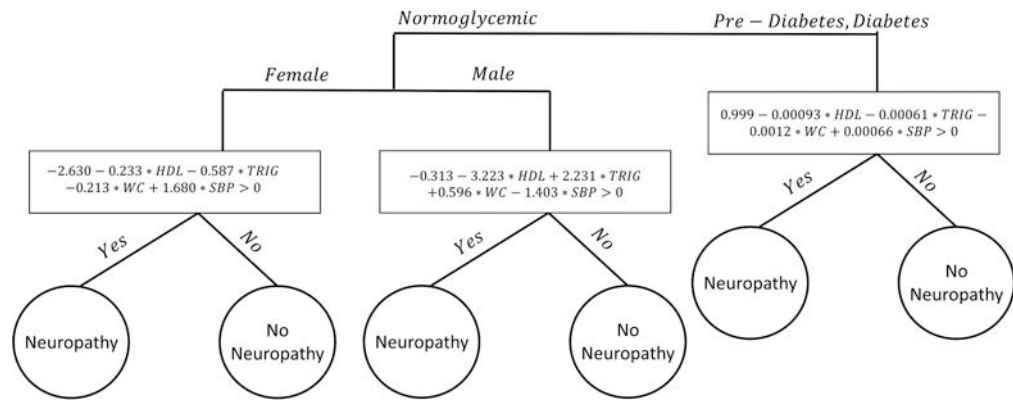 Normoglycemic
Pre − Diabetes, Diabetes
Female
Male
0.999 − 0.00093 ∗ HDL − 0.00061 ∗ TRIG −
0.0012 ∗ WC + 0.00066 ∗ SBP > 0
−2.630 − 0.233 ∗ HDL − 0.587 ∗ TRIG
−0.213 ∗ WC + 1.680 ∗ SBP > 0
−0.313 − 3.223 ∗ HDL + 2.231 ∗ TRIG
+0.596 ∗ WC − 1.403 ∗ SBP > 0
Yes
No
Yes
No
Yes
No
Neuropathy
No
Neuropathy
Neuropathy
No
Neuropathy
Neuropathy
No
Neuropathy